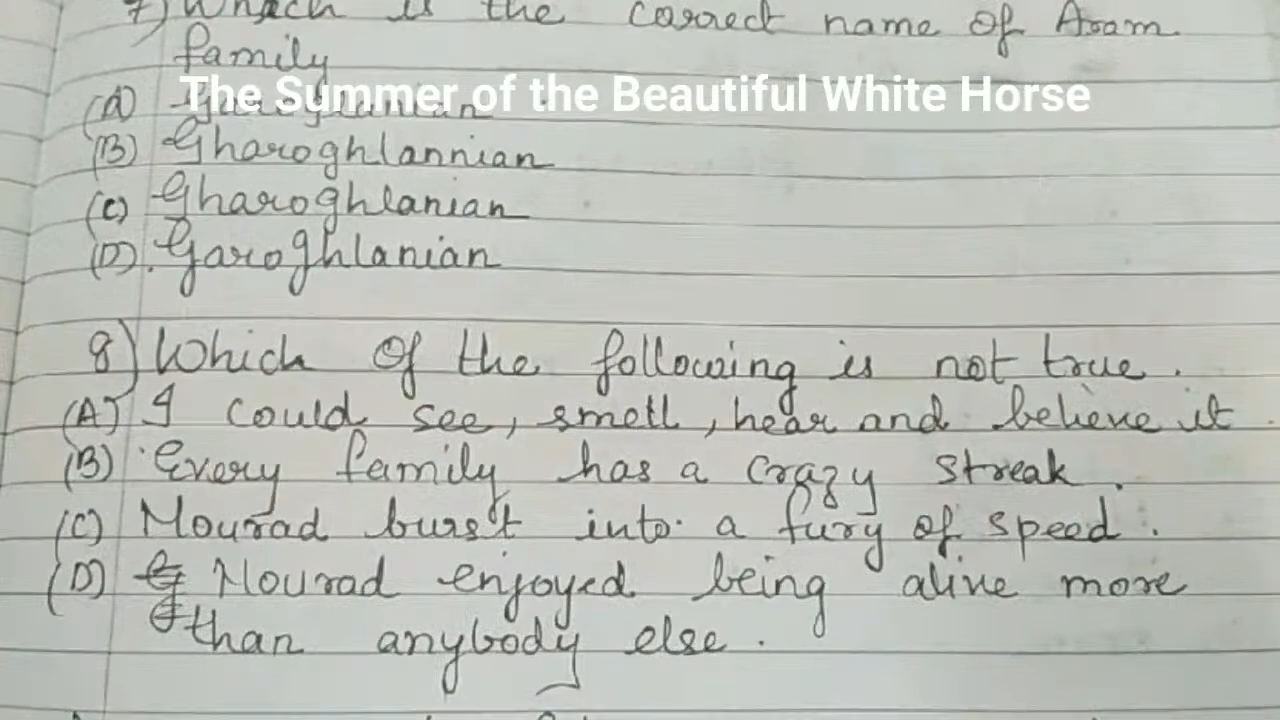 7) Which is the correct name of Aram
family
The Summer of the Beautiful White Horse
(A)
(B) Gharoghlannian
(C) Gharoghlanian
(D). Garoghlanian
8) Which of the following is not true.
(A) I could see, smell, hear and believe it
(B) Every family has a crazy streak.
(C) Mourad burst into a fury of speed.
(D) Mourad enjoyed being alive more
than anybody else.